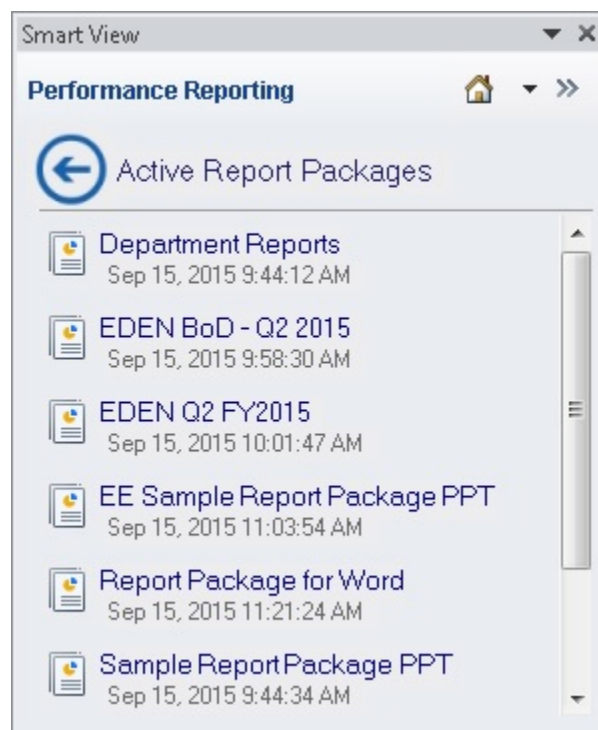 Smart View
Performance Reporting
Active Report Packages
Department Reports
Sep 15, 2015 9:44:12 AM
EDEN BoD - Q2 2015
Sep 15, 2015 9:58:30 AM
EDEN Q2 FY2015
Sep 15, 2015 10:01:47 AM
EE Sample Report Package PPT
Sep 15, 2015 11:03:54 AM
Report Package for Word
Sep 15, 2015 11:21:24 AM
Sample Report Package PPT
Sep 15, 2015 9:44:34 AM